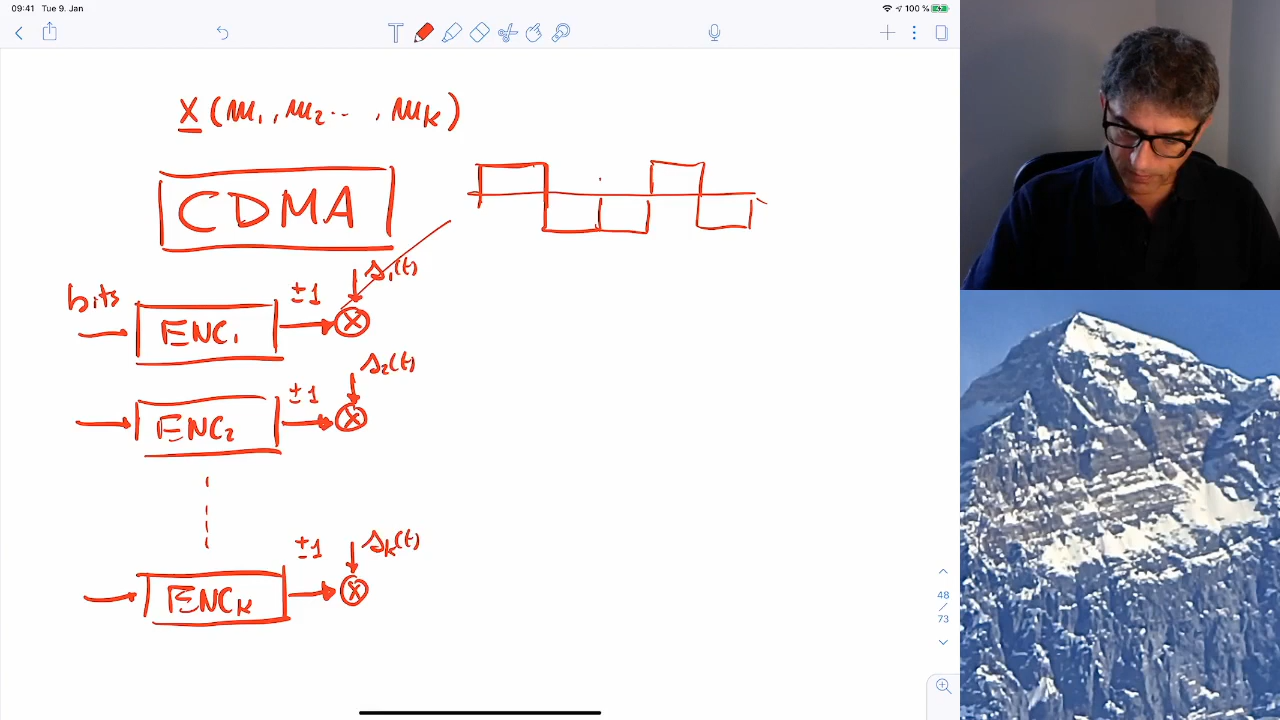 09:41 Tue 9. Jan 100 %
T
X (m1, m2 ··· , mK)
CDMA
s1(t)
bits ±1
ENC1
s2(t)
±1
ENC2
sK(t)
±1
ENCK
48
/
73